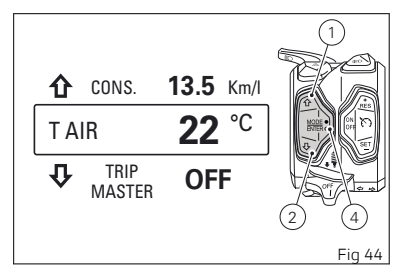 1
CONS. 13.5 Km/l
T AIR 22 °C
TRIP
MASTER OFF
MODE
ENTER
ON
OFF
RES
SET
OFF
2
4
Fig 44